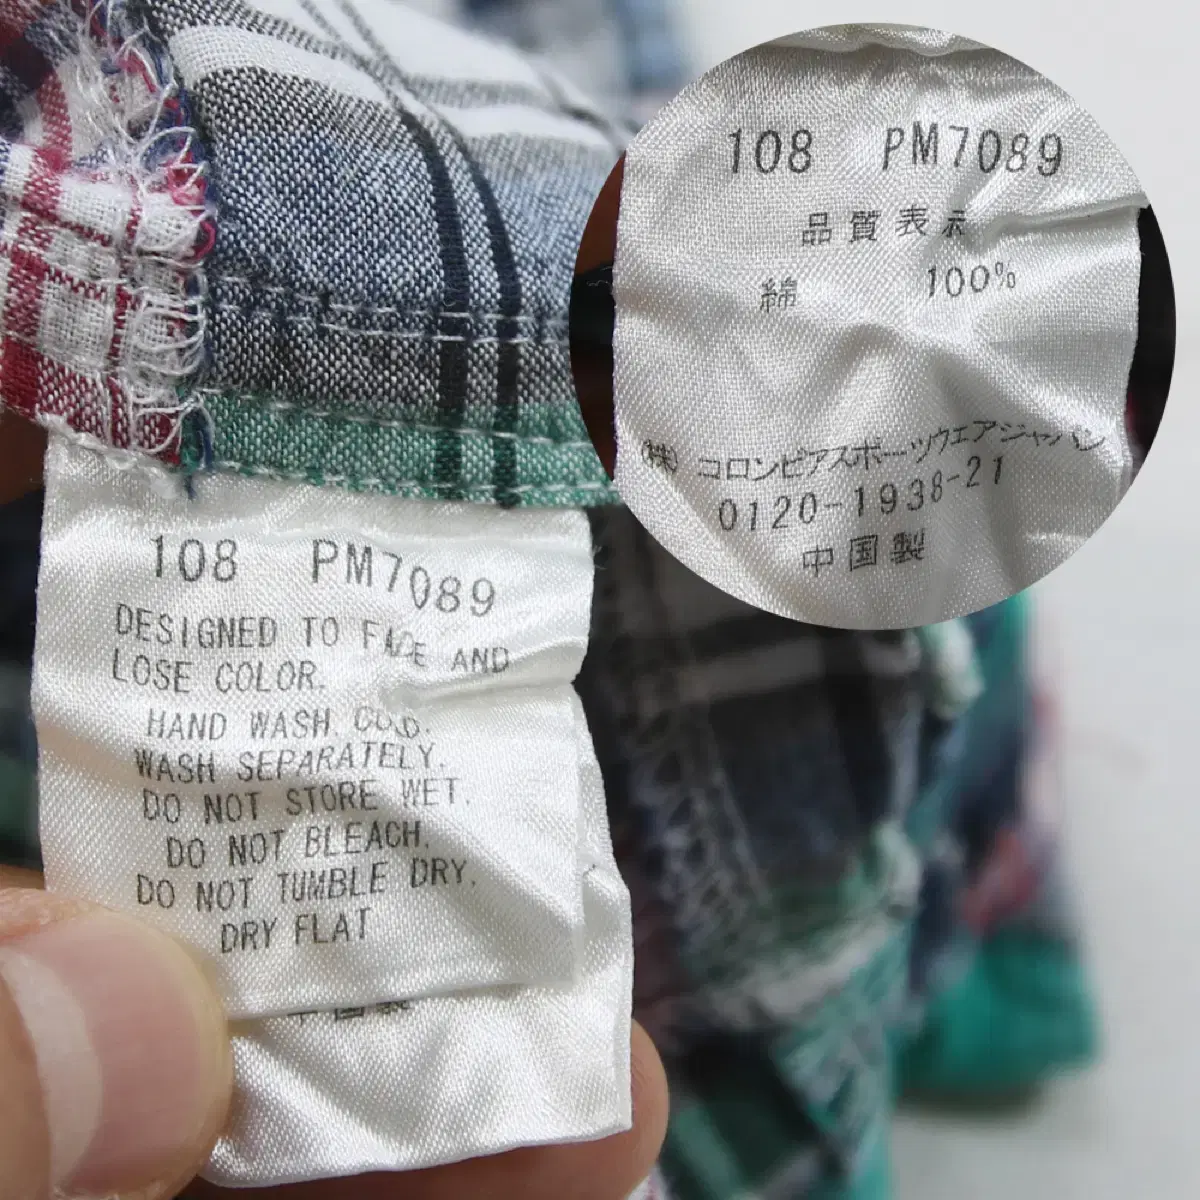 108 PM7089
DESIGNED TO FADE AND
LOSE COLOR.
HAND WASH COLD.
WASH SEPARATELY.
DO NOT STORE WET.
DO NOT BLEACH.
DO NOT TUMBLE DRY.
DRY FLAT
中国製
108 PM7089
品質表示
綿 100%
(株) コロンビアスポーツウエアジャパン
0120-1938-21
中国製